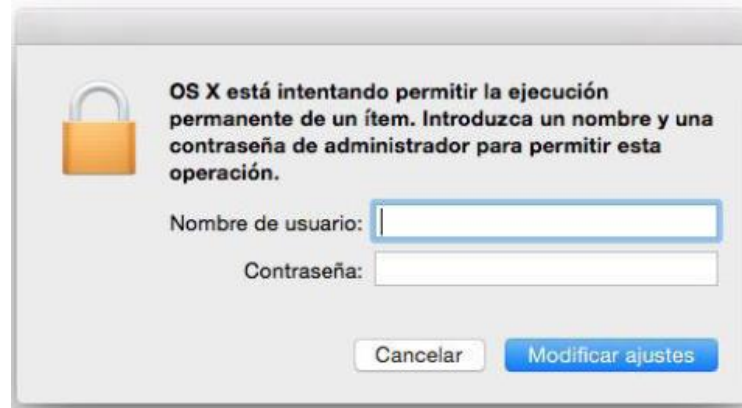 OS X está intentando permitir la ejecución
permanente de un ítem. Introduzca un nombre y una
contraseña de administrador para permitir esta
operación.
Nombre de usuario:
Contraseña:
Cancelar Modificar ajustes